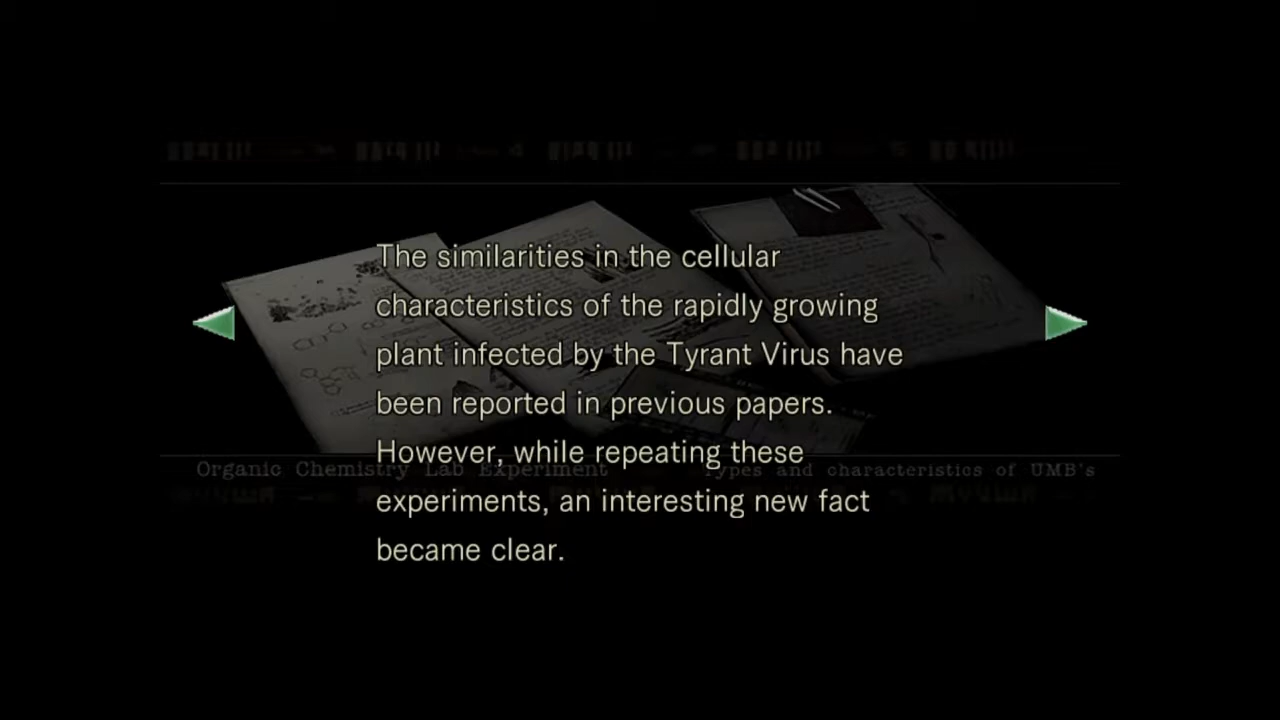 The similarities in the cellular
characteristics of the rapidly growing
plant infected by the Tyrant Virus have
been reported in previous papers.
However, while repeating these
experiments, an interesting new fact
became clear.
Organic Chemistry Lab Experiment
Types and characteristics of UMB's